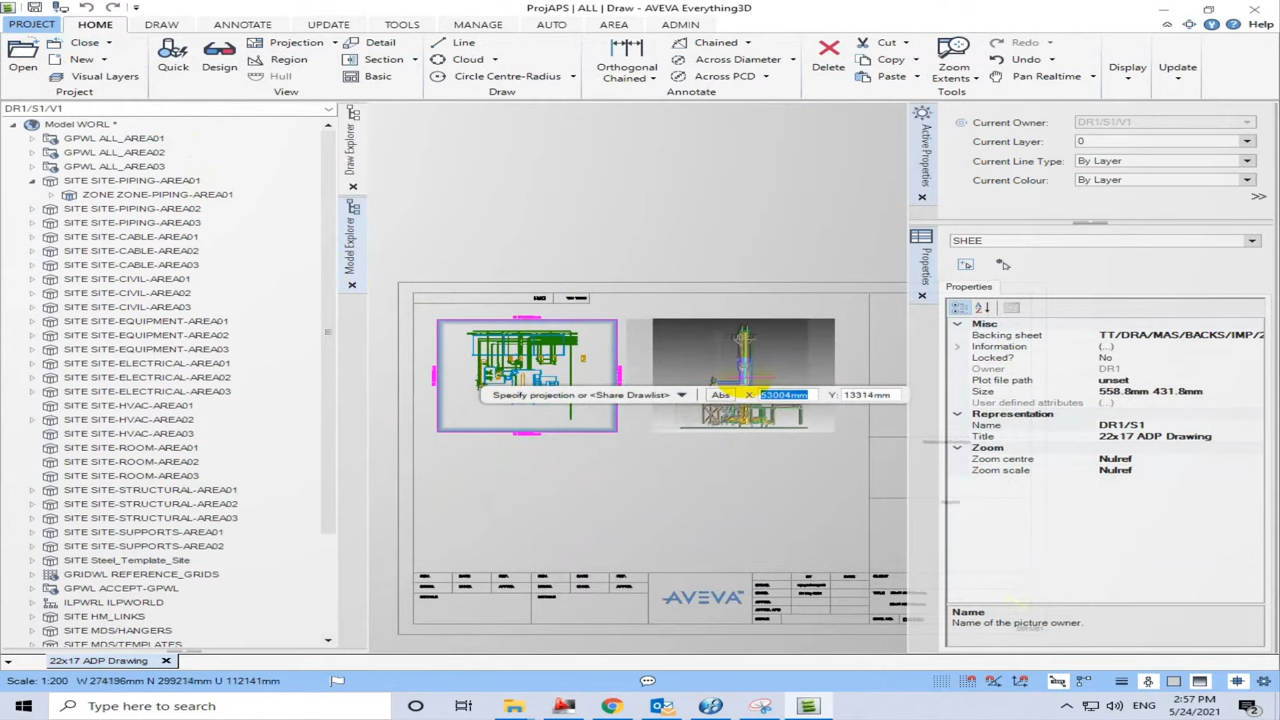 ProjAPS | ALL | Draw - AVEVA Everything3D
PROJECT HOME DRAW ANNOTATE UPDATE TOOLS MANAGE AUTO AREA ADMIN
Help
Open Close New Visual Layers
Quick Design Projection Region Hull Detail Section Basic
Line Cloud Circle Centre-Radius
Orthogonal Chained Chained Across Diameter Across PCD
Delete Cut Copy Paste Zoom Extents Redo Undo Pan Realtime
Display Update
Project View Draw Annotate Tools
DR1/S1/V1
Model WORL *
GPWL ALL_AREA01
GPWL ALL_AREA02
GPWL ALL_AREA03
SITE SITE-PIPING-AREA01
ZONE ZONE-PIPING-AREA01
SITE SITE-PIPING-AREA02
SITE SITE-PIPING-AREA03
SITE SITE-CABLE-AREA01
SITE SITE-CABLE-AREA02
SITE SITE-CABLE-AREA03
SITE SITE-CIVIL-AREA01
SITE SITE-CIVIL-AREA02
SITE SITE-CIVIL-AREA03
SITE SITE-EQUIPMENT-AREA01
SITE SITE-EQUIPMENT-AREA02
SITE SITE-EQUIPMENT-AREA03
SITE SITE-ELECTRICAL-AREA01
SITE SITE-ELECTRICAL-AREA02
SITE SITE-ELECTRICAL-AREA03
SITE SITE-HVAC-AREA01
SITE SITE-HVAC-AREA02
SITE SITE-HVAC-AREA03
SITE SITE-ROOM-AREA01
SITE SITE-ROOM-AREA02
SITE SITE-ROOM-AREA03
SITE SITE-STRUCTURAL-AREA01
SITE SITE-STRUCTURAL-AREA02
SITE SITE-STRUCTURAL-AREA03
SITE SITE-SUPPORTS-AREA01
SITE SITE-SUPPORTS-AREA02
SITE Steel_Template_Site
GRIDWL REFERENCE_GRIDS
GPWL ACCEPT-GPWL
ILPWRL ILPWORLD
SITE HM_LINKS
SITE MDS/HANGERS
SITE MDS/TEMPLATES
Draw Explorer
Model Explorer
Specify projection or <Share Drawlist> Abs X: 53004mm Y: 13314mm
AVEVA
Active Properties
Current Owner: DR1/S1/V1
Current Layer: 0
Current Line Type: By Layer
Current Colour: By Layer
Properties
SHEE
Properties
Misc
Backing sheet TT/DRA/MAS/BACKS/IMP/2
Information (...)
Locked? No
Owner DR1
Plot file path unset
Size 558.8mm 431.8mm
User defined attributes (...)
Representation
Name DR1/S1
Title 22x17 ADP Drawing
Zoom
Zoom centre Nulref
Zoom scale Nulref
Name
Name of the picture owner.
22x17 ADP Drawing
Scale: 1:200 W 274196mm N 299214mm U 112141mm
Type here to search
ENG
2:57 PM
5/24/2021
2